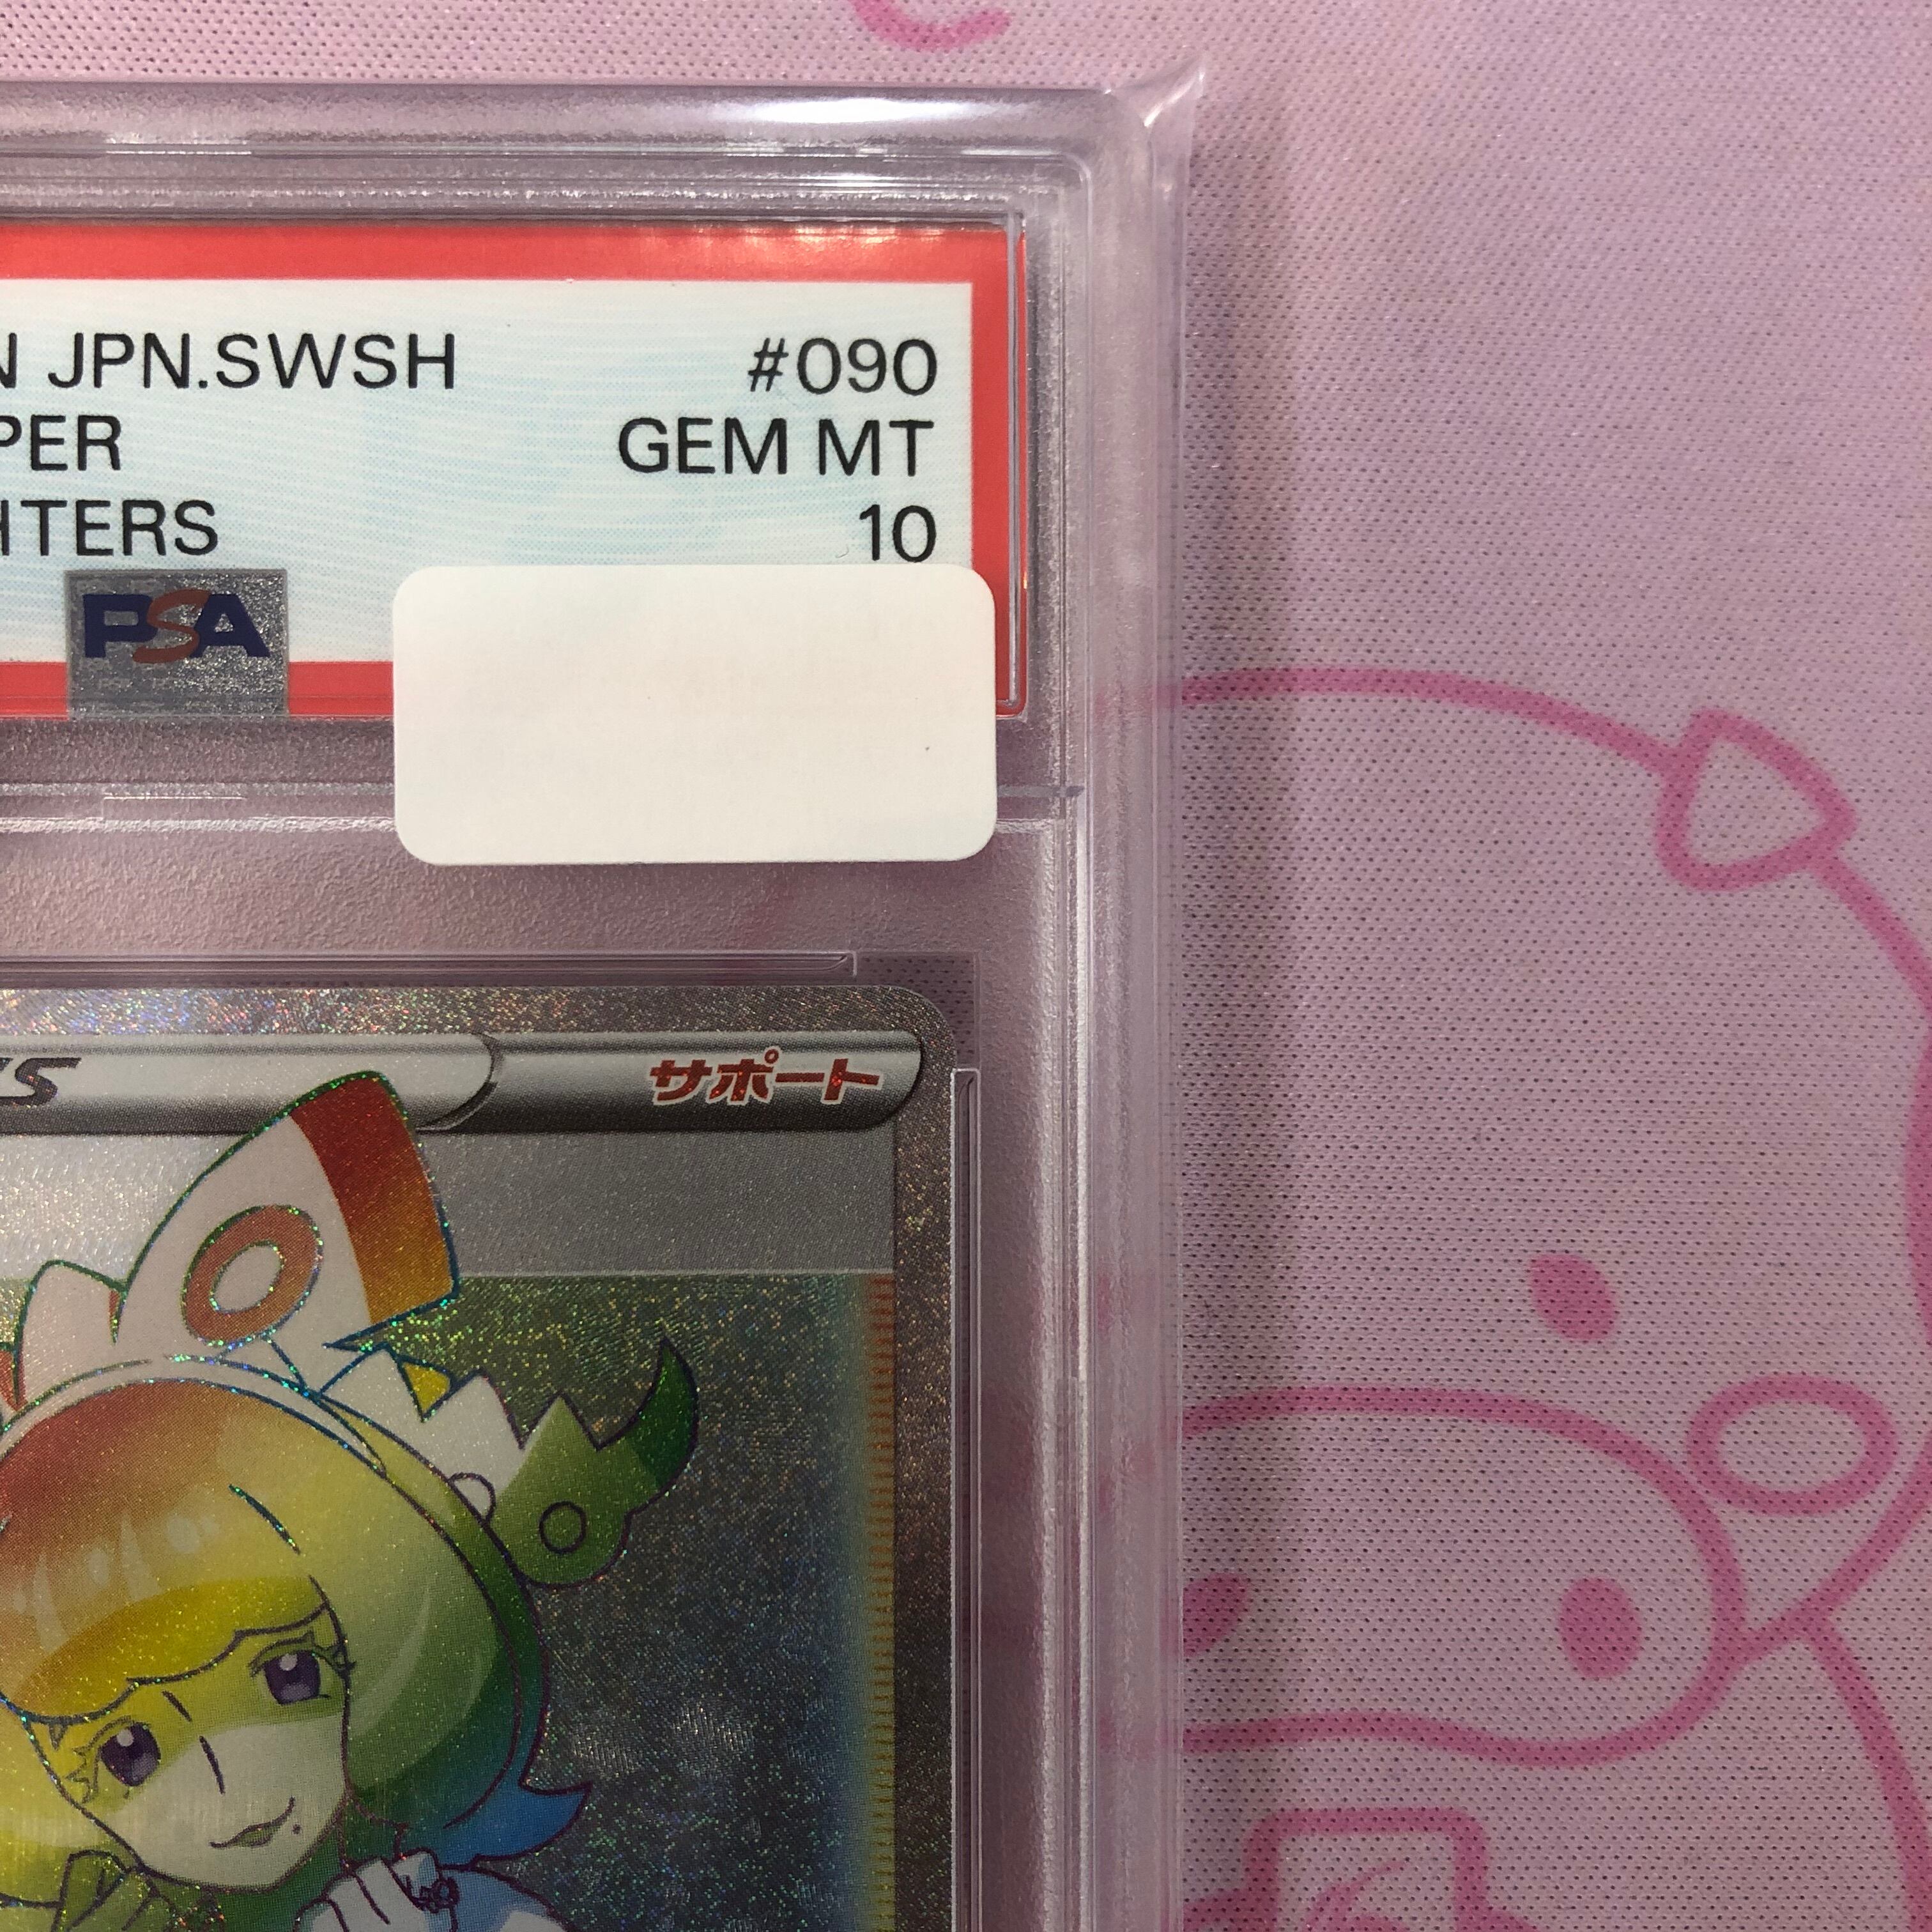 N JPN.SWSH #090
PER GEM MT
HTERS 10
PSA
'S サポート